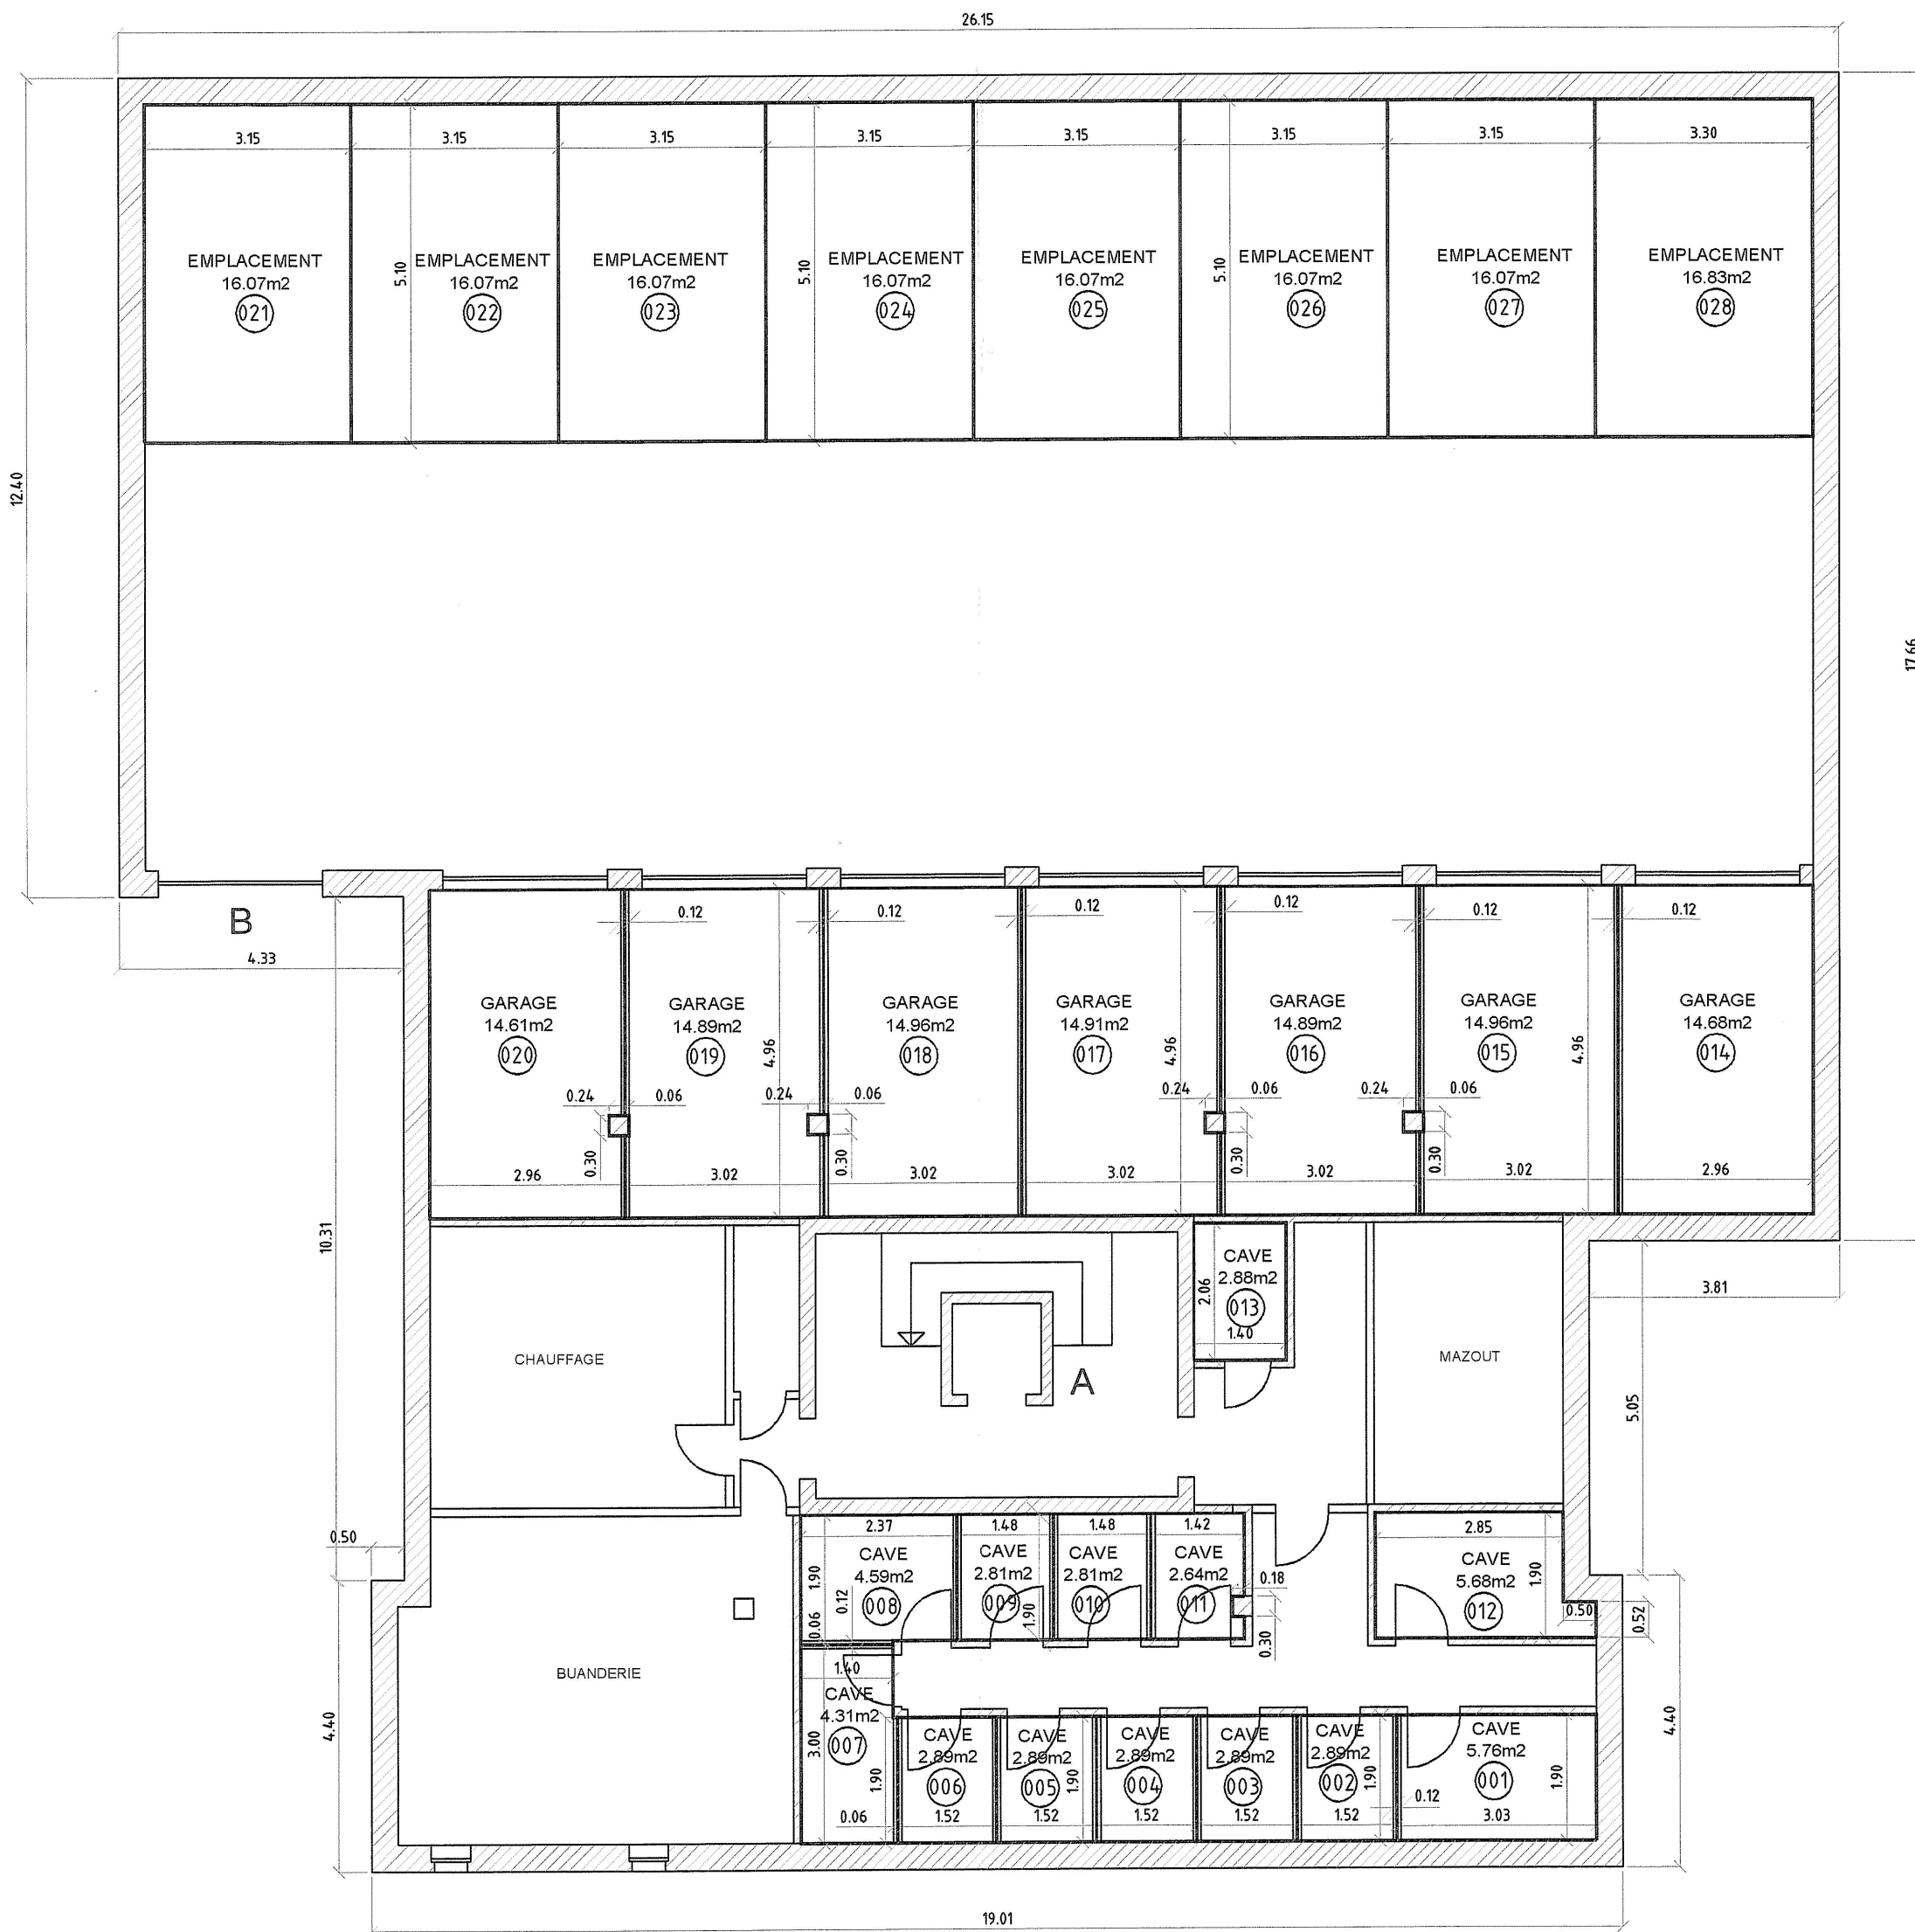 26.15
3.15 3.15 3.15 3.15 3.15 3.15 3.15 3.30
EMPLACEMENT
16.07m2
021
5.10
EMPLACEMENT
16.07m2
022
EMPLACEMENT
16.07m2
023
5.10
EMPLACEMENT
16.07m2
024
EMPLACEMENT
16.07m2
025
5.10
EMPLACEMENT
16.07m2
026
EMPLACEMENT
16.07m2
027
EMPLACEMENT
16.83m2
028
12.40
17.66
B
4.33
0.12 0.12 0.12 0.12 0.12 0.12
GARAGE
14.61m2
020
GARAGE
14.89m2
019
4.96
GARAGE
14.96m2
018
GARAGE
14.91m2
017
4.96
GARAGE
14.89m2
016
GARAGE
14.96m2
015
4.96
GARAGE
14.68m2
014
0.24 0.06 0.24 0.06 0.24 0.06 0.24 0.06
0.30 0.30 0.30 0.30
2.96 3.02 3.02 3.02 3.02 3.02 2.96
10.31
CAVE
2.88m2
013
2.06
1.40
3.81
CHAUFFAGE
A
MAZOUT
5.05
0.50
2.37 1.48 1.48 1.42 2.85
CAVE
4.59m2
008
1.90
0.12
0.06
CAVE
2.81m2
009
1.90
CAVE
2.81m2
010
CAVE
2.64m2
011
0.18
0.30
CAVE
5.68m2
012
1.90
0.50
0.52
BUANDERIE
1.40
CAVE
4.31m2
007
3.00
1.90
0.06
4.40
CAVE
2.89m2
006
1.52
CAVE
2.89m2
005
1.90
1.52
CAVE
2.89m2
004
1.52
CAVE
2.89m2
003
1.52
CAVE
2.89m2
002
1.90
1.52
0.12
CAVE
5.76m2
001
1.90
3.03
4.40
19.01